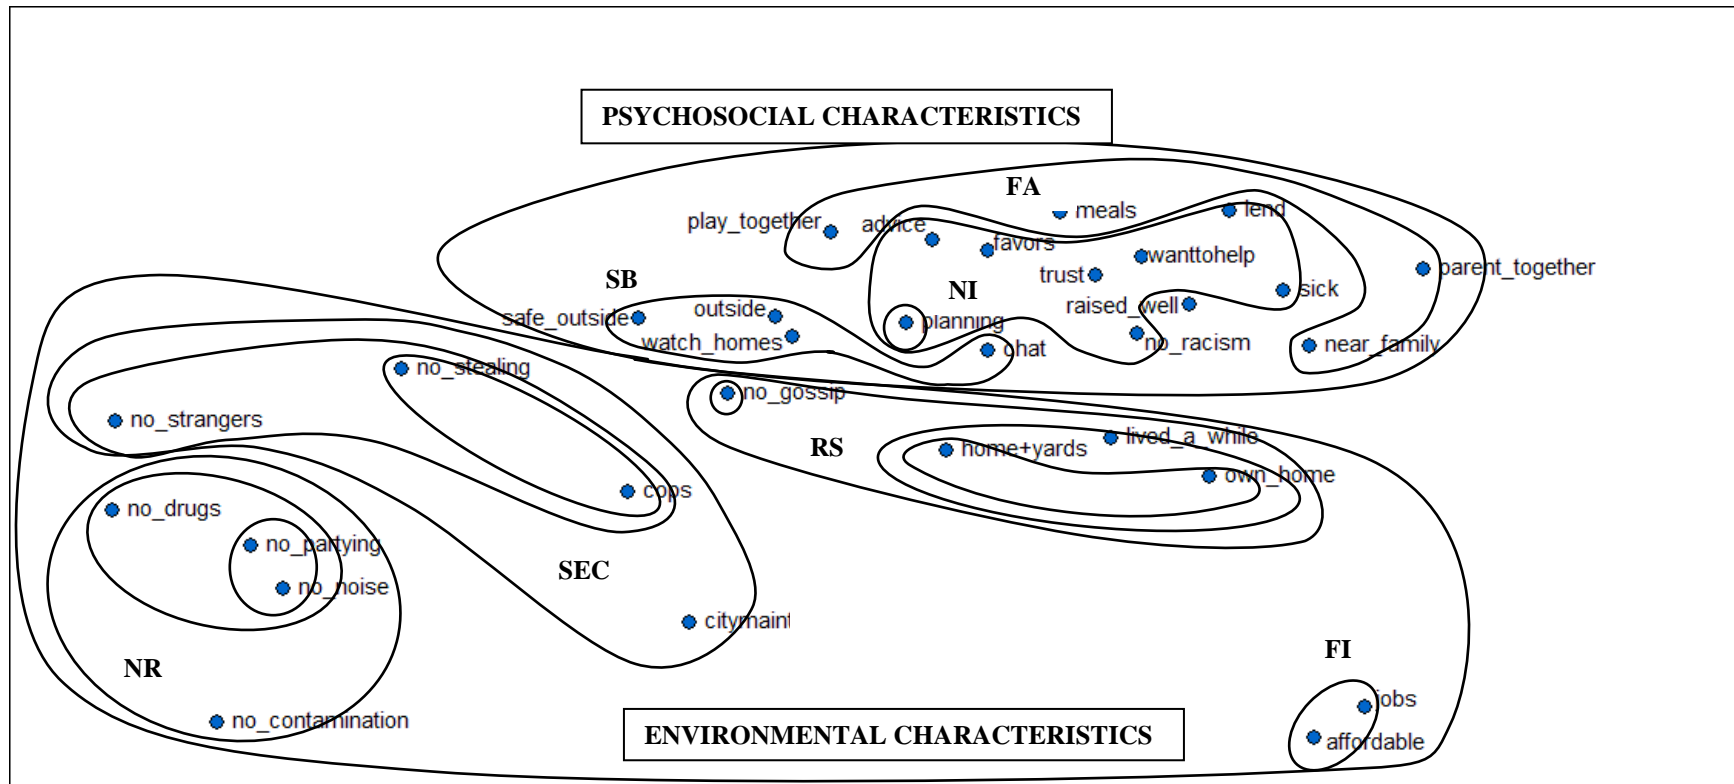 PSYCHOSOCIAL CHARACTERISTICS
FA
meals
lend
play_together
advice
favors
wanttohelp
parent_together
trust
SB
NI
sick
raised_well
safe_outside
outside
planning
watch_homes
chat
no_racism
near_family
no_stealing
no_gossip
no_strangers
RS
home+yards
lived_a_while
own_home
cops
no_drugs
no_partying
SEC
no_noise
citymaint
NR
FI
no_contamination
jobs
ENVIRONMENTAL CHARACTERISTICS
affordable